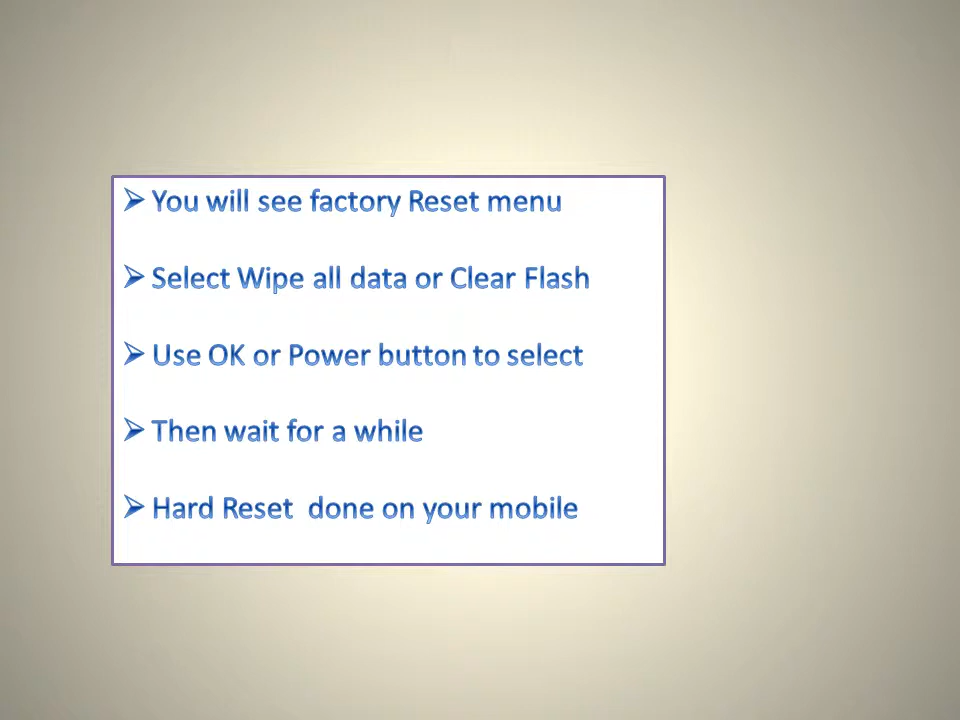 ➢ You will see factory Reset menu
➢ Select Wipe all data or Clear Flash
➢ Use OK or Power button to select
➢ Then wait for a while
➢ Hard Reset  done on your mobile